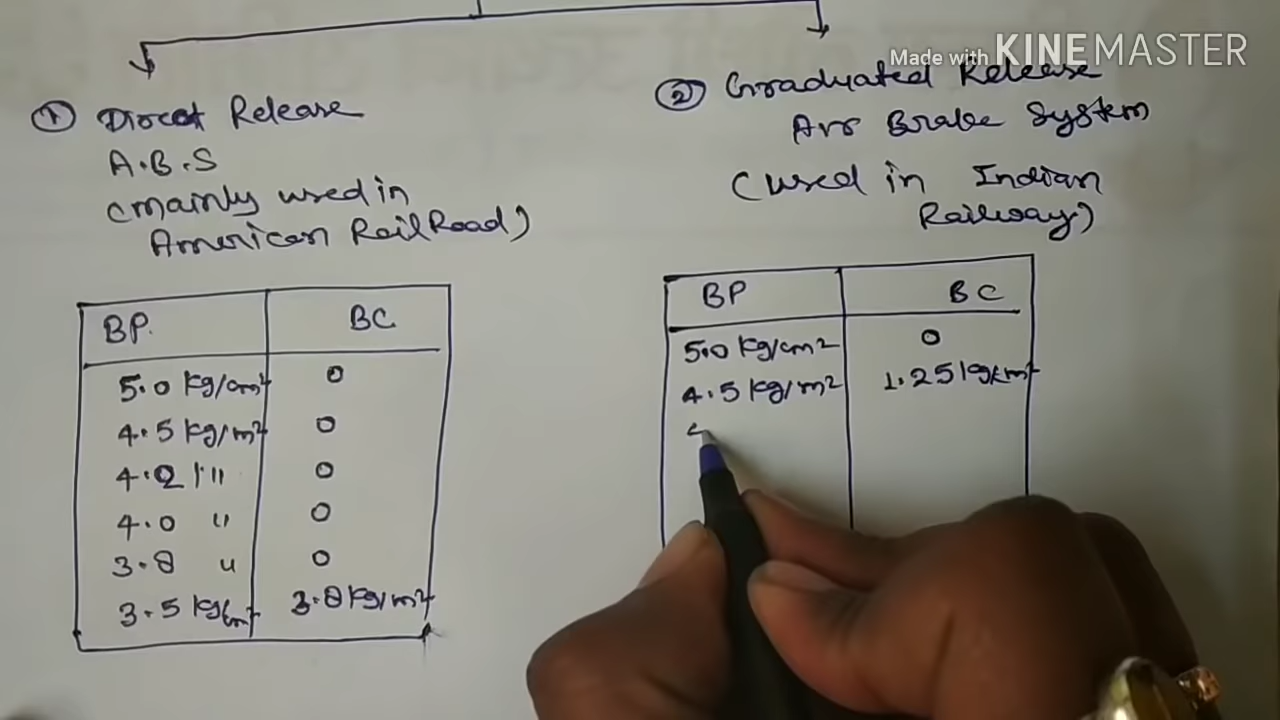 Made with KINEMASTER
① Direct Release
A.B.S
(mainly used in
American RailRoad)
BP. BC
5.0 kg/cm² 0
4.5 kg/m² 0
4.2 1'11 0
4.0 '' 0
3.8 '' 0
3.5 kg/m² 3.8 kg/m²
② Graduated Release
Air Brake System
(used in Indian
Railway)
BP BC
5.0 kg/cm² 0
4.5 kg/m² 1.25 kg/cm²